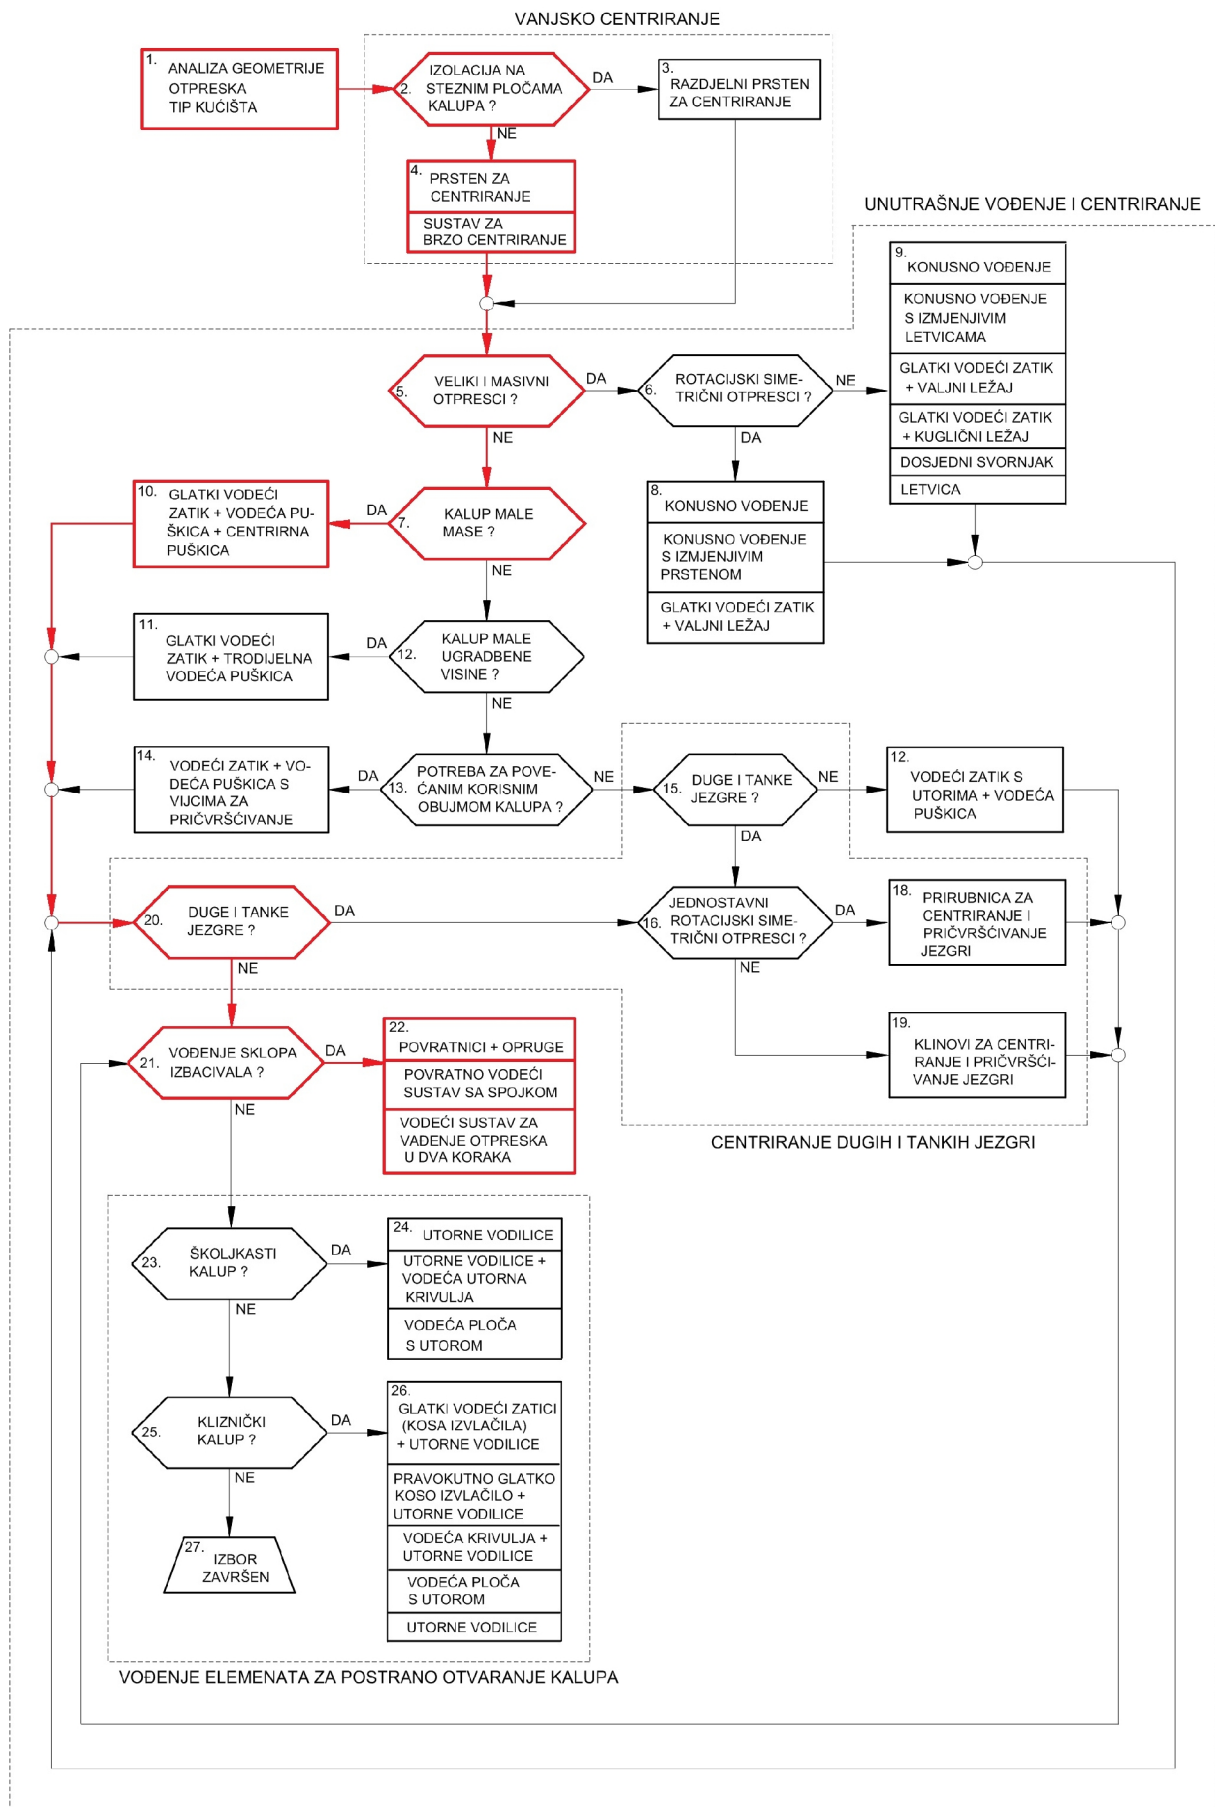 VANJSKO CENTRIRANJE
1.
ANALIZA GEOMETRIJE
OTPRESKA
TIP KUĆIŠTA
2.
IZOLACIJA NA
STEZNIM PLOČAMA
KALUPA ?
DA
NE
3.
RAZDJELNI PRSTEN
ZA CENTRIRANJE
4.
PRSTEN ZA
CENTRIRANJE
SUSTAV ZA
BRZO CENTRIRANJE
UNUTRAŠNJE VOĐENJE I CENTRIRANJE
5.
VELIKI I MASIVNI
OTPRESCI ?
DA
NE
6.
ROTACIJSKI SIME-
TRIČNI OTPRESCI ?
NE
DA
9.
KONUSNO VOĐENJE
KONUSNO VOĐENJE
S IZMJENJIVIM
LETVICAMA
GLATKI VODEĆI ZATIK
+ VALJNI LEŽAJ
GLATKI VODEĆI ZATIK
+ KUGLIČNI LEŽAJ
DOSJEDNI SVORNJAK
LETVICA
10.
GLATKI VODEĆI
ZATIK + VODEĆA PU-
ŠKICA + CENTRIRNA
PUŠKICA
DA
7.
KALUP MALE
MASE ?
NE
8.
KONUSNO VOĐENJE
KONUSNO VOĐENJE
S IZMJENJIVIM
PRSTENOM
GLATKI VODEĆI ZATIK
+ VALJNI LEŽAJ
11.
GLATKI VODEĆI
ZATIK + TRODIJELNA
VODEĆA PUŠKICA
DA
12.
KALUP MALE
UGRADBENE
VISINE ?
NE
14.
VODEĆI ZATIK + VO-
DEĆA PUŠKICA S
VIJCIMA ZA
PRIČVRŠĆIVANJE
DA
13.
POTREBA ZA POVE-
ĆANIM KORISNIM
OBUJMOM KALUPA ?
NE
15.
DUGE I TANKE
JEZGRE ?
NE
DA
12.
VODEĆI ZATIK S
UTORIMA + VODEĆA
PUŠKICA
20.
DUGE I TANKE
JEZGRE ?
DA
NE
16.
JEDNOSTAVNI
ROTACIJSKI SIME-
TRIČNI OTPRESCI ?
DA
NE
18.
PRIRUBNICA ZA
CENTRIRANJE I
PRIČVRŠĆIVANJE
JEZGRI
19.
KLINOVI ZA CENTRI-
RANJE I PRIČVRŠĆI-
VANJE JEZGRI
CENTRIRANJE DUGIH I TANKIH JEZGRI
21.
VOĐENJE SKLOPA
IZBACIVALA ?
DA
NE
22.
POVRATNICI + OPRUGE
POVRATNO VODEĆI
SUSTAV SA SPOJKOM
VODEĆI SUSTAV ZA
VAĐENJE OTPRESKA
U DVA KORAKA
23.
ŠKOLJKASTI
KALUP ?
DA
NE
24.
UTORNE VODILICE
UTORNE VODILICE +
VODEĆA UTORNA
KRIVULJA
VODEĆA PLOČA
S UTOROM
25.
KLIZNIČKI
KALUP ?
DA
NE
26.
GLATKI VODEĆI ZATICI
(KOSA IZVLAČILA)
+ UTORNE VODILICE
PRAVOKUTNO GLATKO
KOSO IZVLAČILO +
UTORNE VODILICE
VODEĆA KRIVULJA +
UTORNE VODILICE
VODEĆA PLOČA
S UTOROM
UTORNE VODILICE
27.
IZBOR
ZAVRŠEN
VOĐENJE ELEMENATA ZA POSTRANO OTVARANJE KALUPA